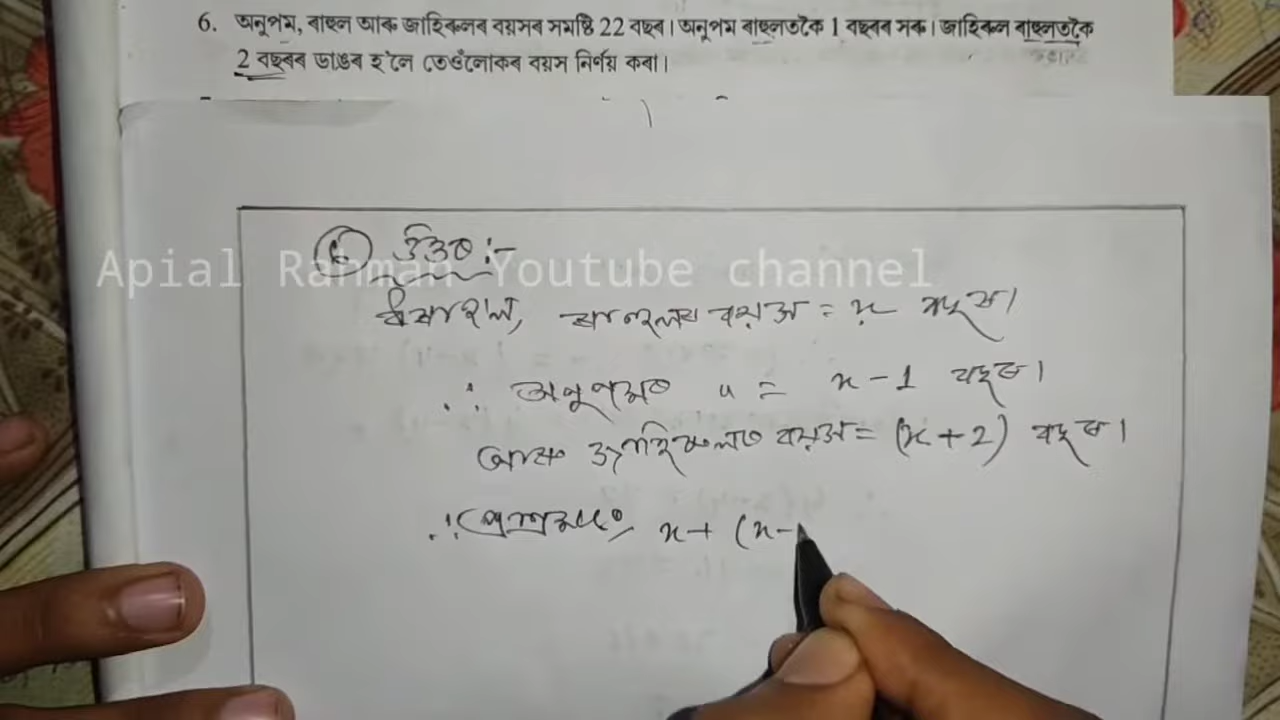 6. অনুপম, ৰাহুল আৰু জাহিৰুলৰ বয়সৰ সমষ্টি 22 বছৰ। অনুপম ৰাহুলতকৈ 1 বছৰৰ সৰু। জাহিৰুল ৰাহুলতকৈ
2 বছৰৰ ডাঙৰ হ'লে তেওঁলোকৰ বয়স নিৰ্ণয় কৰা।
Apial Rahman Youtube channel
6 উত্তৰ :-
ধৰাহ'ল, ৰাহুলৰ বয়স = x বছৰ।
∴ অনুপমৰ " = x - 1 বছৰ।
আৰু জাহিৰুলৰ বয়স = (x + 2) বছৰ।
∴ প্ৰশ্নমতে, x + (x -